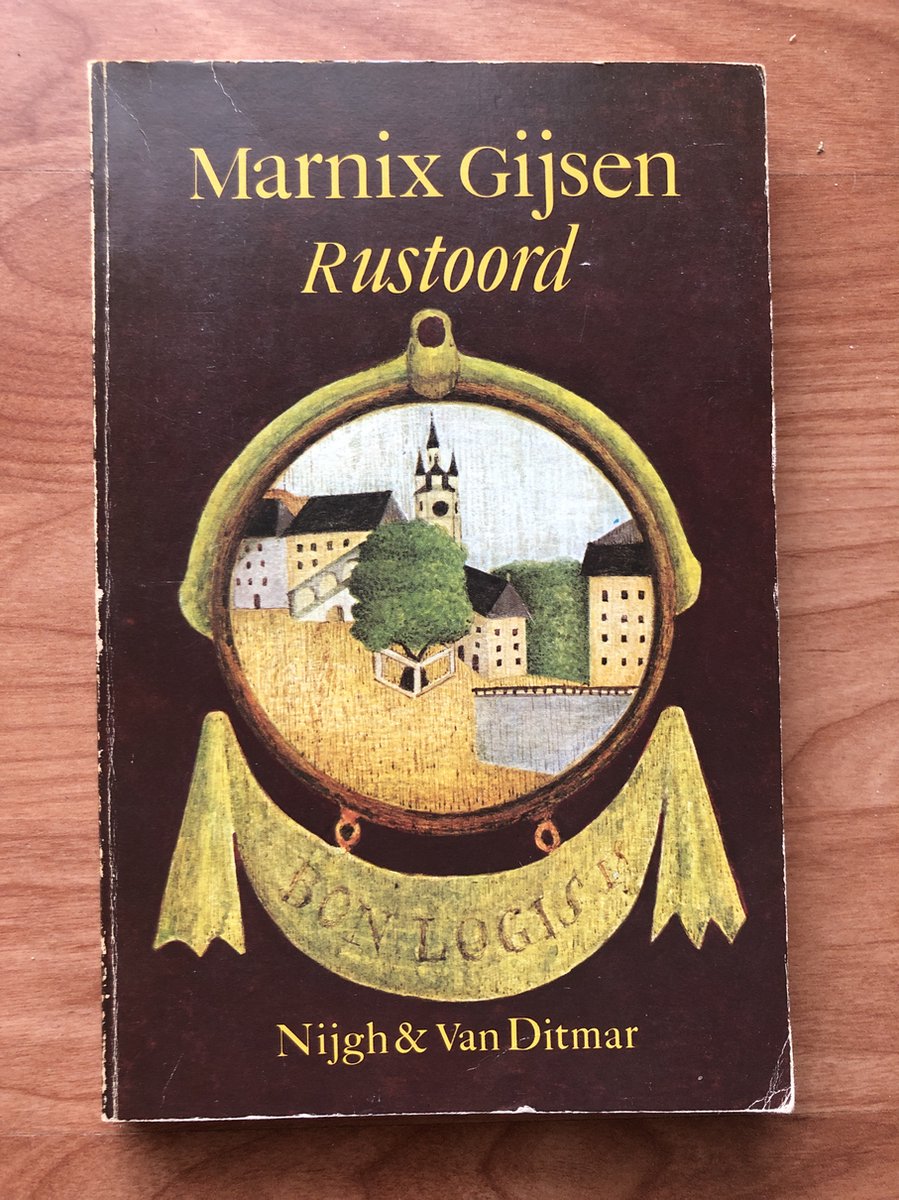 Marnix Gijsen
Rustoord
BON LOGIS
Nijgh & Van Ditmar